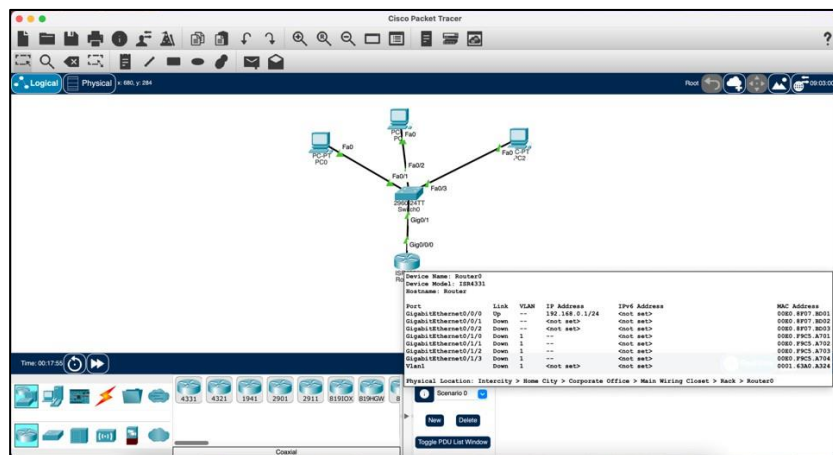 Cisco Packet Tracer
?
Logical
Physical
x: 680, y: 284
Root
09:03:00
Fa0
Fa0
PC-PT
PC0
Fa0/2
Fa0
C-PT
PC2
Fa0/1
Fa0/3
2960-24TT
Switch0
Gig0/1
Gig0/0/0
Device Name: Router0
Device Model: ISR4331
Hostname: Router
Port Link VLAN IP Address IPv6 Address MAC Address
GigabitEthernet0/0/0 Up -- 192.168.0.1/24 <not set> 00E0.8F07.BD01
GigabitEthernet0/0/1 Down -- <not set> <not set> 00E0.8F07.BD02
GigabitEthernet0/0/2 Down -- <not set> <not set> 00E0.8F07.BD03
GigabitEthernet0/1/0 Down 1 -- <not set> 00E0.F9C5.A701
GigabitEthernet0/1/1 Down 1 -- <not set> 00E0.F9C5.A702
GigabitEthernet0/1/2 Down 1 -- <not set> 00E0.F9C5.A703
GigabitEthernet0/1/3 Down 1 -- <not set> 00E0.F9C5.A704
Vlan1 Down 1 <not set> <not set> 0001.63A0.A324
Physical Location: Intercity > Home City > Corporate Office > Main Wiring Closet > Rack > Router0
Time: 00:17:55
4331 4321 1941 2901 2911 819IOX 819HGW
Scenario 0
New
Delete
Toggle PDU List Window
Coaxial